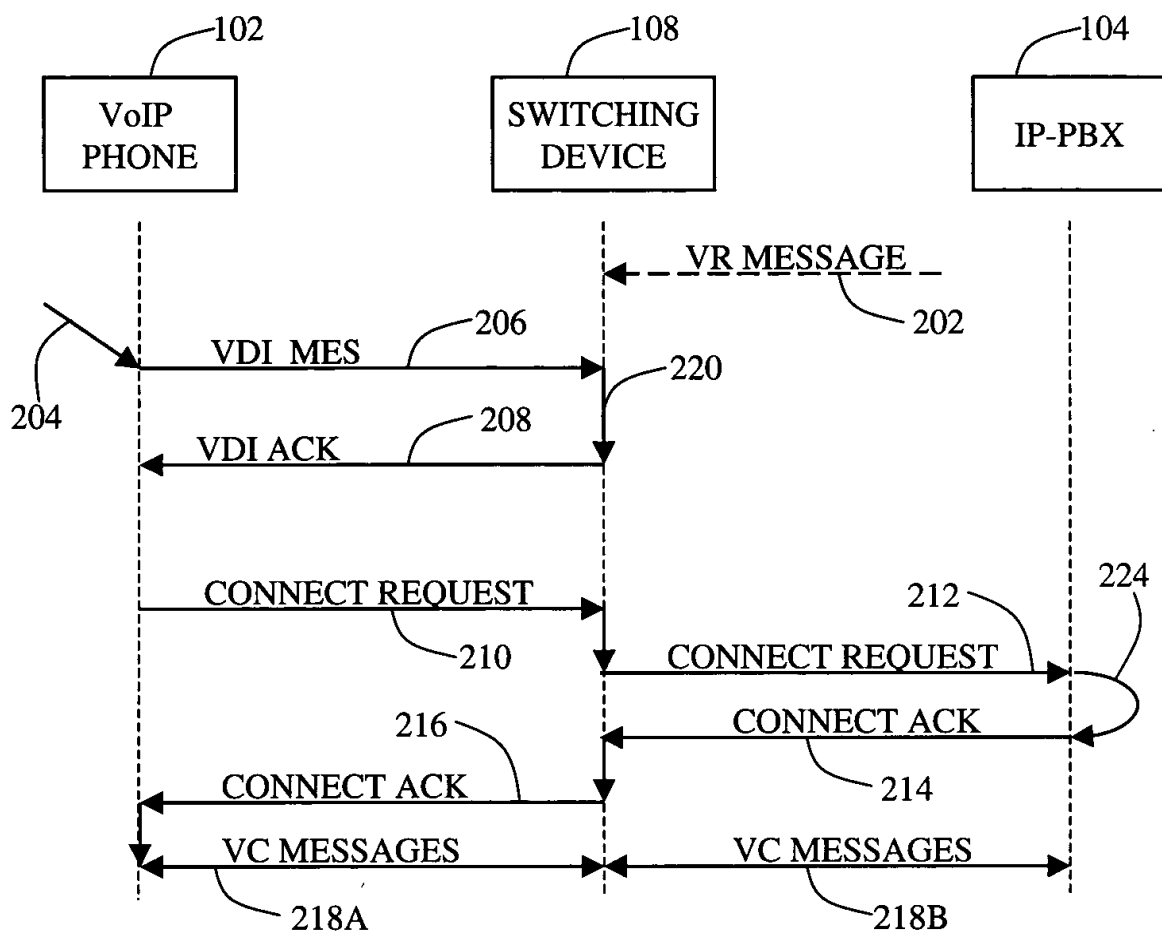 102
108
104
VoIP
PHONE
SWITCHING
DEVICE
IP-PBX
VR MESSAGE
202
204
VDI MES
206
220
VDI ACK
208
CONNECT REQUEST
210
212
224
CONNECT REQUEST
CONNECT ACK
214
216
CONNECT ACK
VC MESSAGES
VC MESSAGES
218A
218B